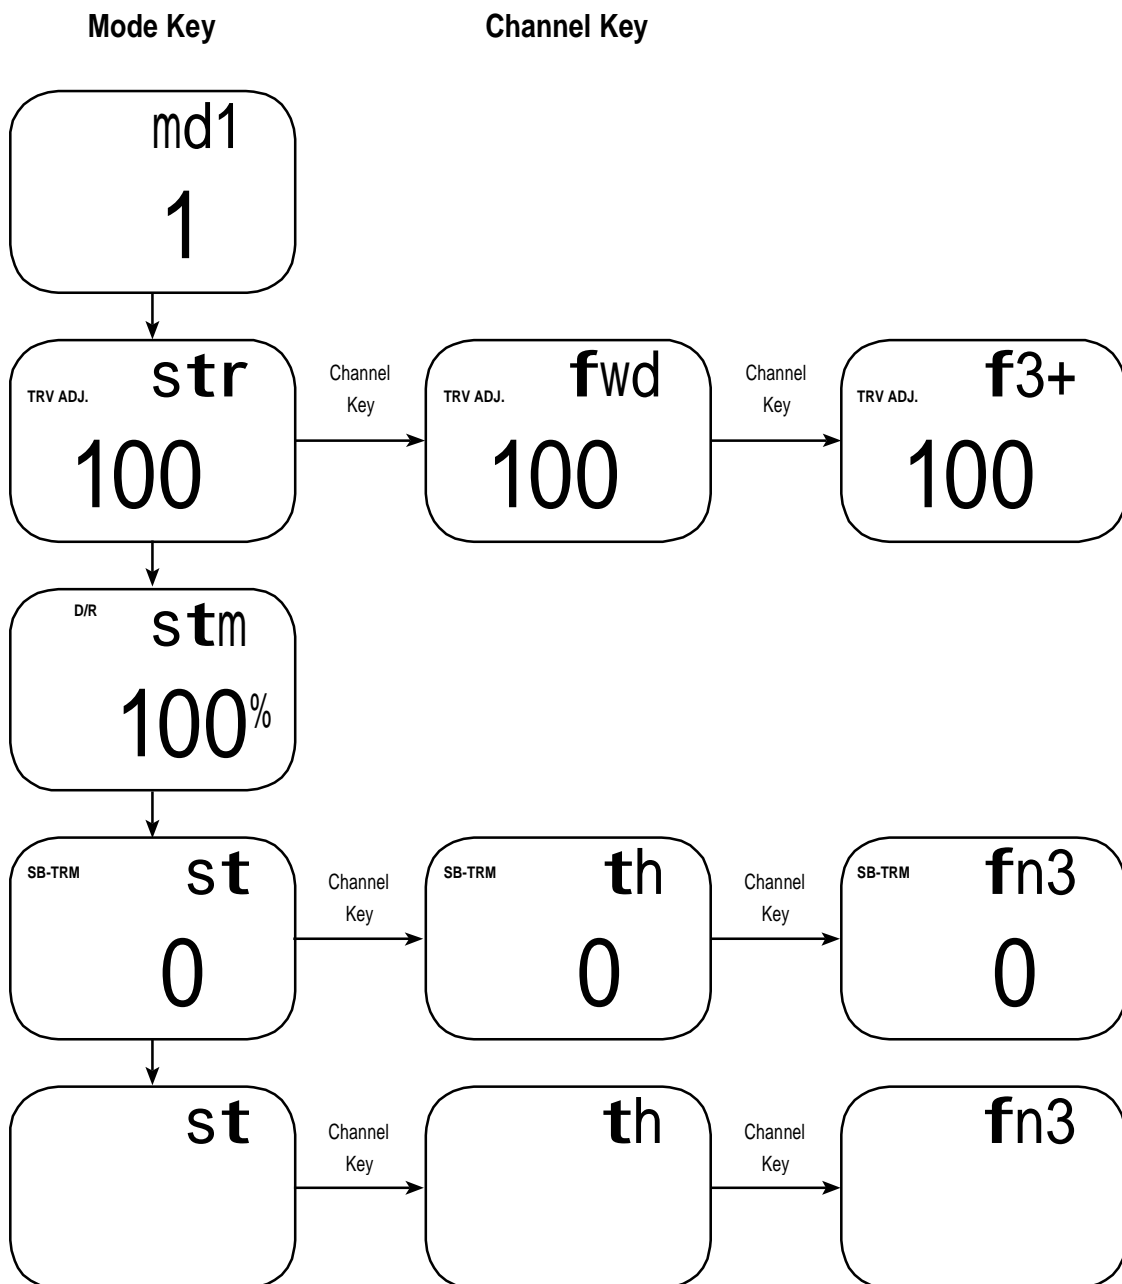 Mode Key
Channel Key
md1
1
str
TRV ADJ.
100
Channel
Key
fwd
TRV ADJ.
100
Channel
Key
f3+
TRV ADJ.
100
D/R
stm
100%
SB-TRM
st
0
Channel
Key
SB-TRM
th
0
Channel
Key
SB-TRM
fn3
0
st
Channel
Key
th
Channel
Key
fn3